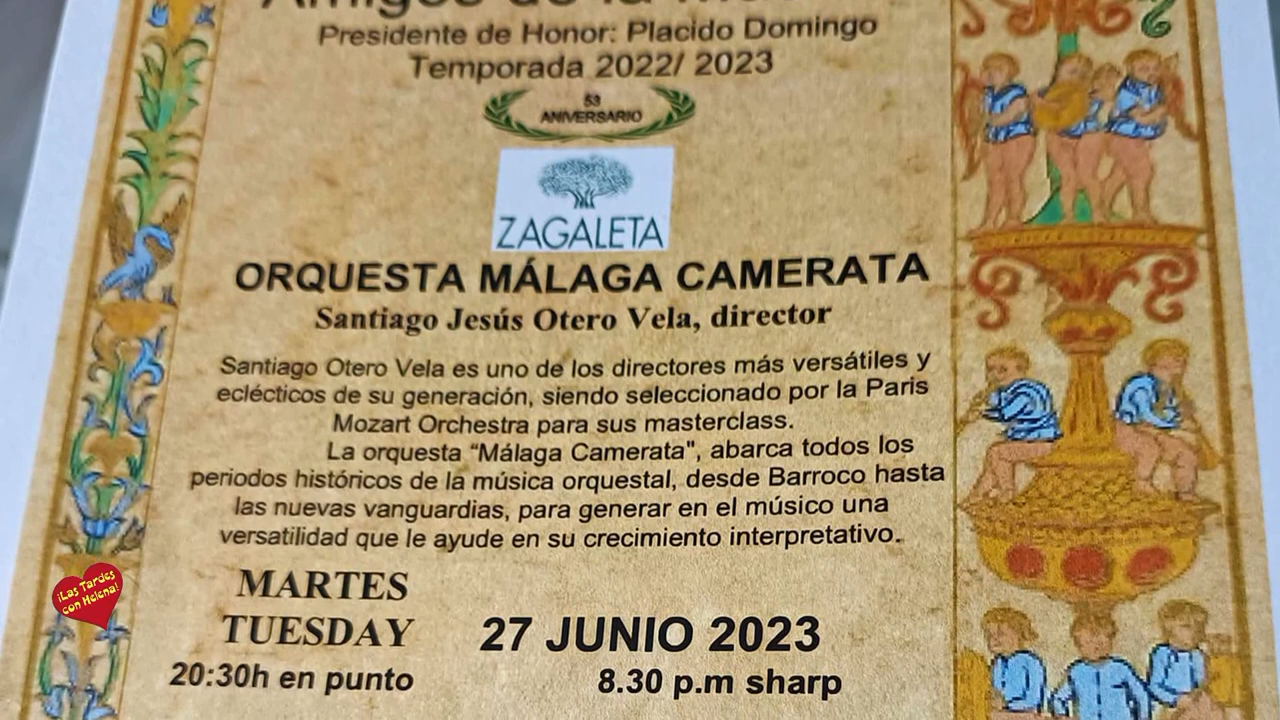 Amigos de la
Presidente de Honor: Placido Domingo
Temporada 2022/ 2023
53
ANIVERSARIO
ZAGALETA
ORQUESTA MÁLAGA CAMERATA
Santiago Jesús Otero Vela, director
Santiago Otero Vela es uno de los directores más versátiles y
eclécticos de su generación, siendo seleccionado por la Paris
Mozart Orchestra para sus masterclass.
La orquesta “Málaga Camerata", abarca todos los
periodos históricos de la música orquestal, desde Barroco hasta
las nuevas vanguardias, para generar en el músico una
versatilidad que le ayude en su crecimiento interpretativo.
MARTES
TUESDAY
27 JUNIO 2023
20:30h en punto
8.30 p.m sharp
¡Las Tardes
con Helena!